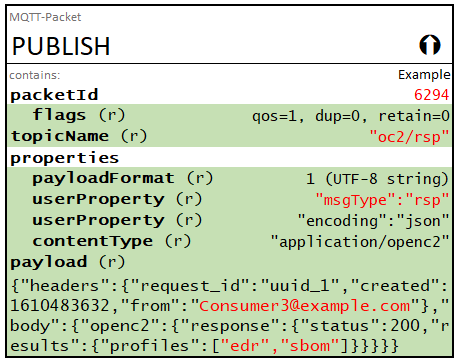 MQTT-Packet
PUBLISH
contains: Example
packetId 6294
flags (r) qos=1, dup=0, retain=0
topicName (r) "oc2/rsp"
properties
payloadFormat (r) 1 (UTF-8 string)
userProperty (r) "msgType":"rsp"
userProperty (r) "encoding":"json"
contentType (r) "application/openc2"
payload (r)
{"headers":{"request_id":"uuid_1","created":
1610483632,"from":"Consumer3@example.com"},"
body":{"openc2":{"response":{"status":200,"r
esults":{"profiles":["edr","sbom"]}}}}}